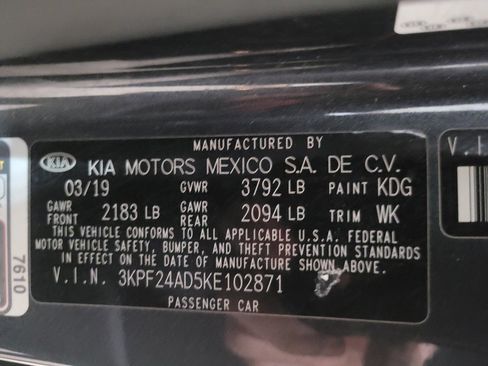 MANUFACTURED BY
KIA KIA MOTORS MEXICO S.A. DE C.V.
03/19 GVWR 3792 LB PAINT KDG
GAWR FRONT 2183 LB GAWR REAR 2094 LB TRIM WK
THIS VEHICLE CONFORMS TO ALL APPLICABLE U.S.A. FEDERAL
MOTOR VEHICLE SAFETY, BUMPER, AND THEFT PREVENTION STANDARDS
IN EFFECT ON THE DATE OF MANUFACTURE SHOWN ABOVE.
V.I.N. 3KPF24AD5KE102871
PASSENGER CAR
7610
V.I